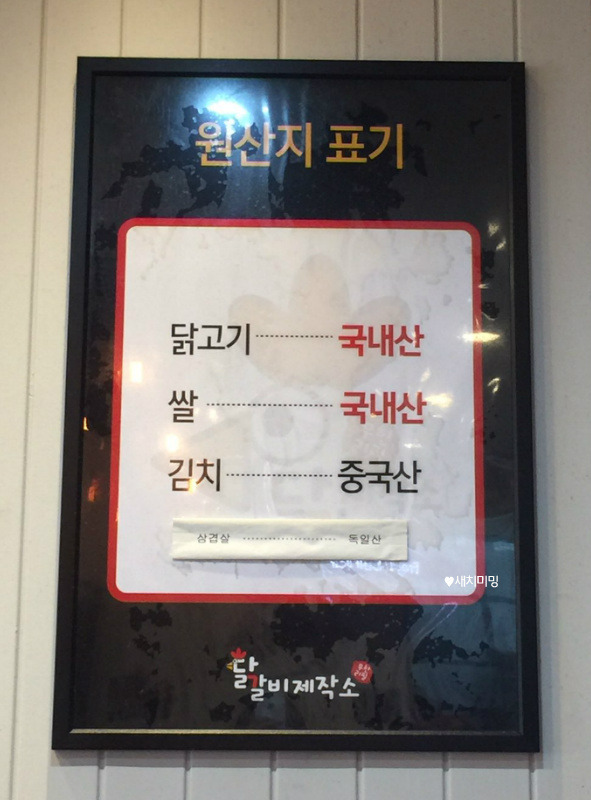 원산지 표기
닭고기 ---------- 국내산
쌀 ---------- 국내산
김치 ---------- 중국산
삼겹살 ---------- 독일산
♥새치미밍
닭갈비제작소